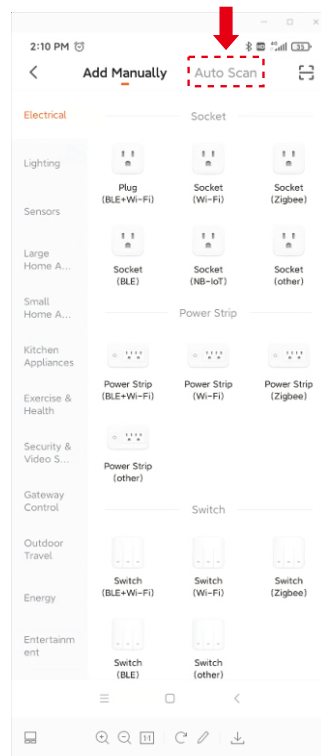 2:10 PM
35
Add Manually
Auto Scan
Electrical
Socket
Lighting
Plug
(BLE+Wi-Fi)
Socket
(Wi-Fi)
Socket
(Zigbee)
Sensors
Large
Home A...
Socket
(BLE)
Socket
(NB-IoT)
Socket
(other)
Small
Home A...
Power Strip
Kitchen
Appliances
Power Strip
(BLE+Wi-Fi)
Power Strip
(Wi-Fi)
Power Strip
(Zigbee)
Exercise &
Health
Security &
Video S...
Power Strip
(other)
Gateway
Control
Switch
Outdoor
Travel
Switch
(BLE+Wi-Fi)
Switch
(Wi-Fi)
Switch
(Zigbee)
Energy
Entertainm
ent
Switch
(BLE)
Switch
(other)
1:1